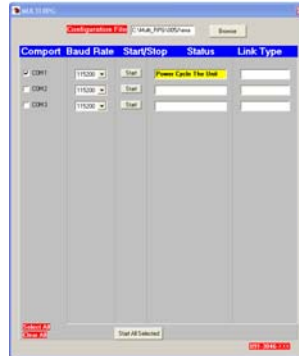 MULTI RPG
Configuration File Browse
Comport Baud Rate Start/Stop Status Link Type
COM1 115200 Start Power Cycle The Unit
COM2 115200 Start
COM3 115200 Start
Select All
Clear All
Start All Selected